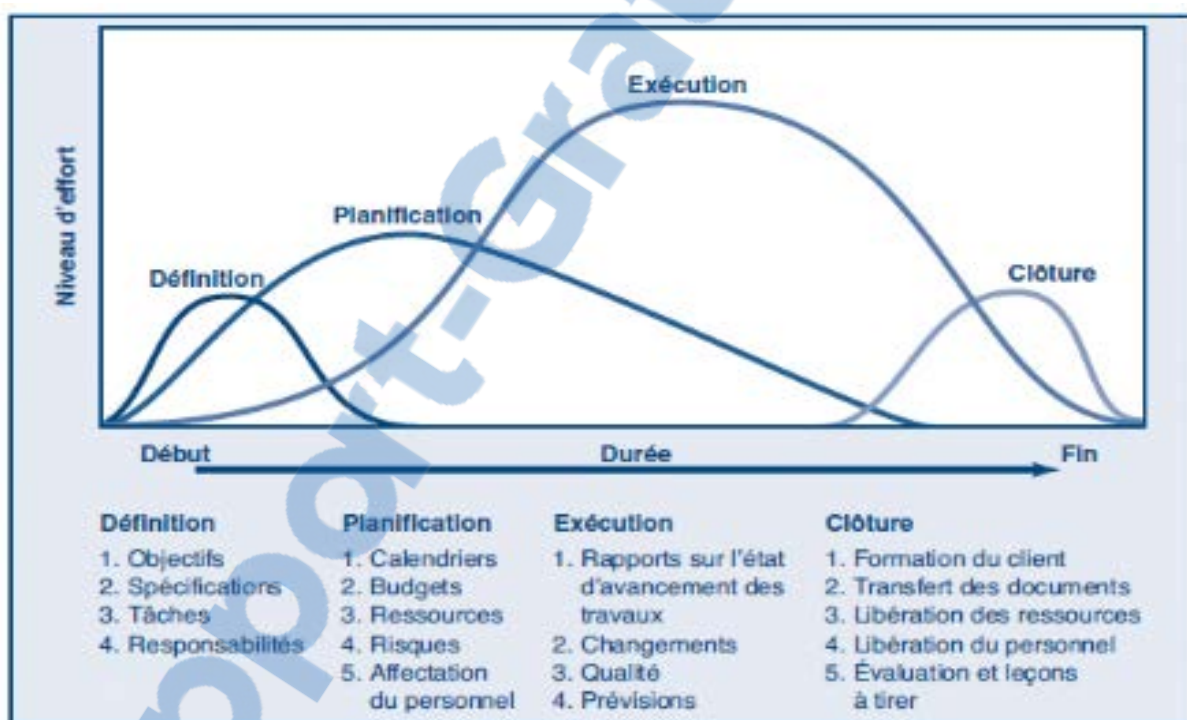 Exécution
Planification
Définition
Clôture
Niveau d'effort
Début
Durée
Fin
Définition
1. Objectifs
2. Spécifications
3. Tâches
4. Responsabilités
Planification
1. Calendriers
2. Budgets
3. Ressources
4. Risques
5. Affectation
du personnel
Exécution
1. Rapports sur l'état
d'avancement des
travaux
2. Changements
3. Qualité
4. Prévisions
Clôture
1. Formation du client
2. Transfert des documents
3. Libération des ressources
4. Libération du personnel
5. Évaluation et leçons
à tirer